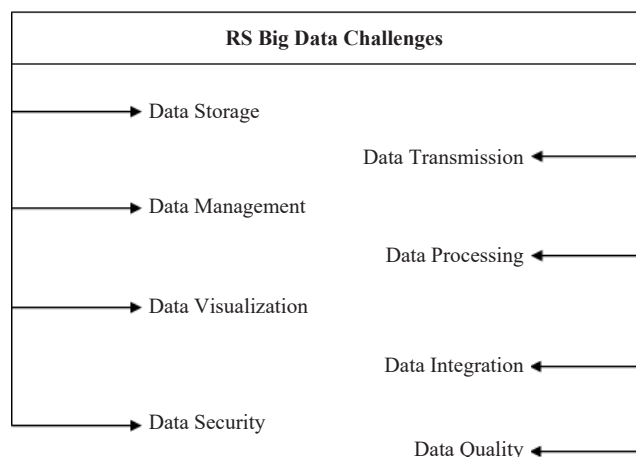 RS Big Data Challenges
Data Storage
Data Transmission
Data Management
Data Processing
Data Visualization
Data Integration
Data Security
Data Quality